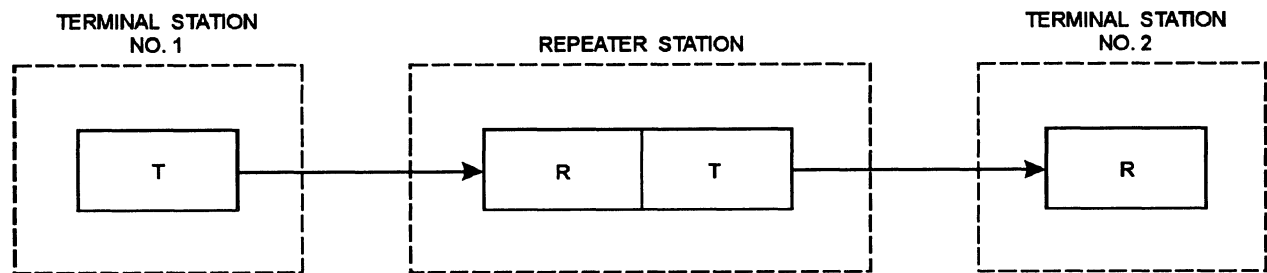 TERMINAL STATION
NO. 1
REPEATER STATION
TERMINAL STATION
NO. 2
T
R
T
R